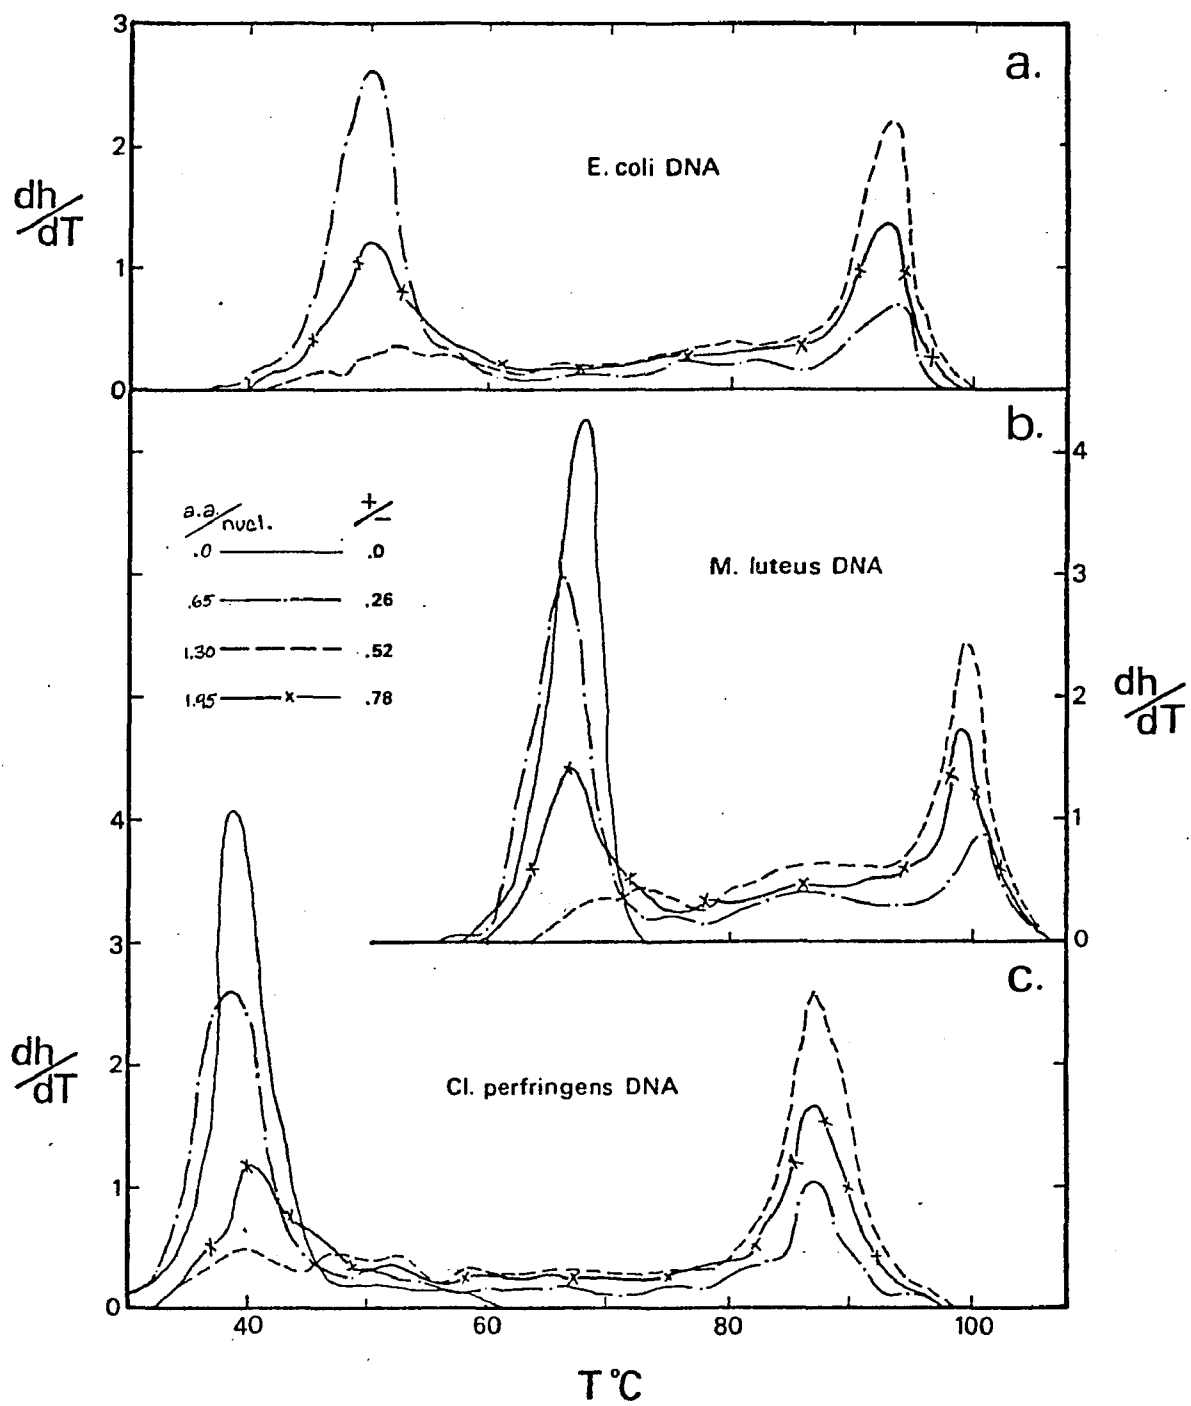 3
a.
2
E. coli DNA
dh/dT
1
0
b.
4
a.a./nucl. +/-
.0 .0
3
M. luteus DNA
.65 .26
1.30 .52
1.95 x .78
2
dh/dT
4
1
3
0
c.
2
dh/dT
Cl. perfringens DNA
1
0
40 60 80 100
T °C